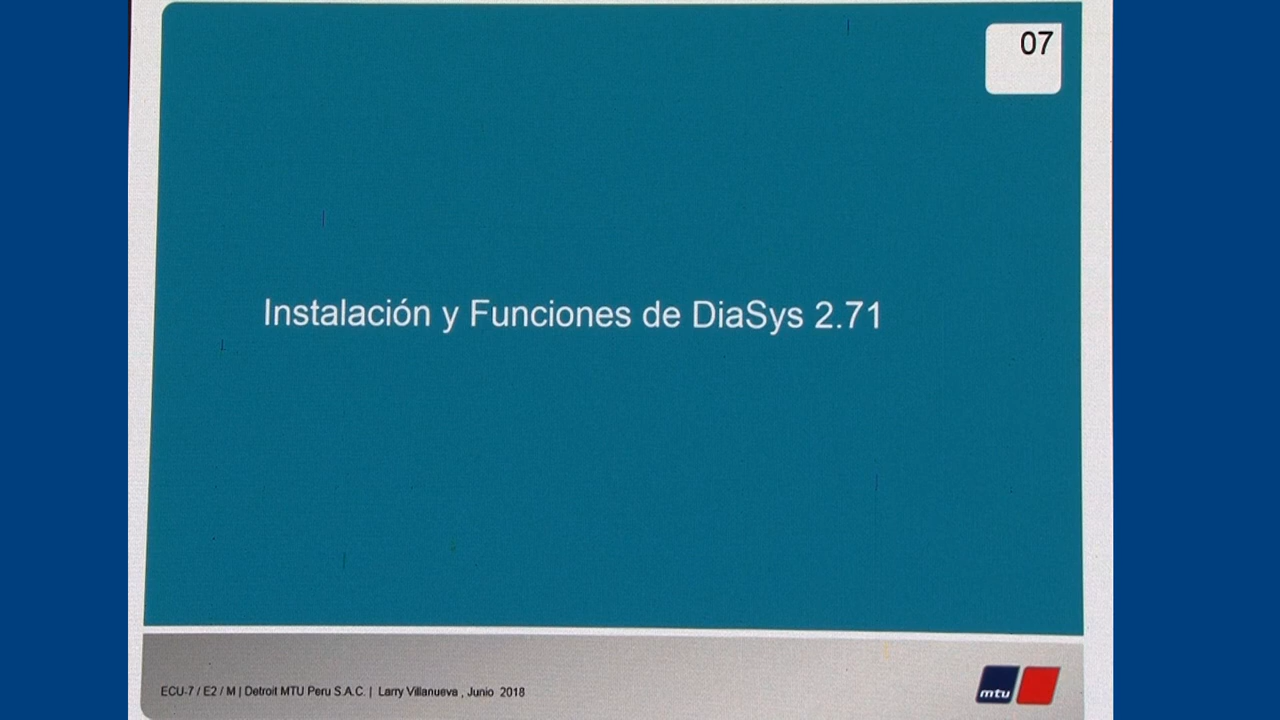 07
Instalación y Funciones de DiaSys 2.71
ECU-7 / E2 / M | Detroit MTU Peru S.A.C. | Larry Villanueva , Junio 2018
mtu